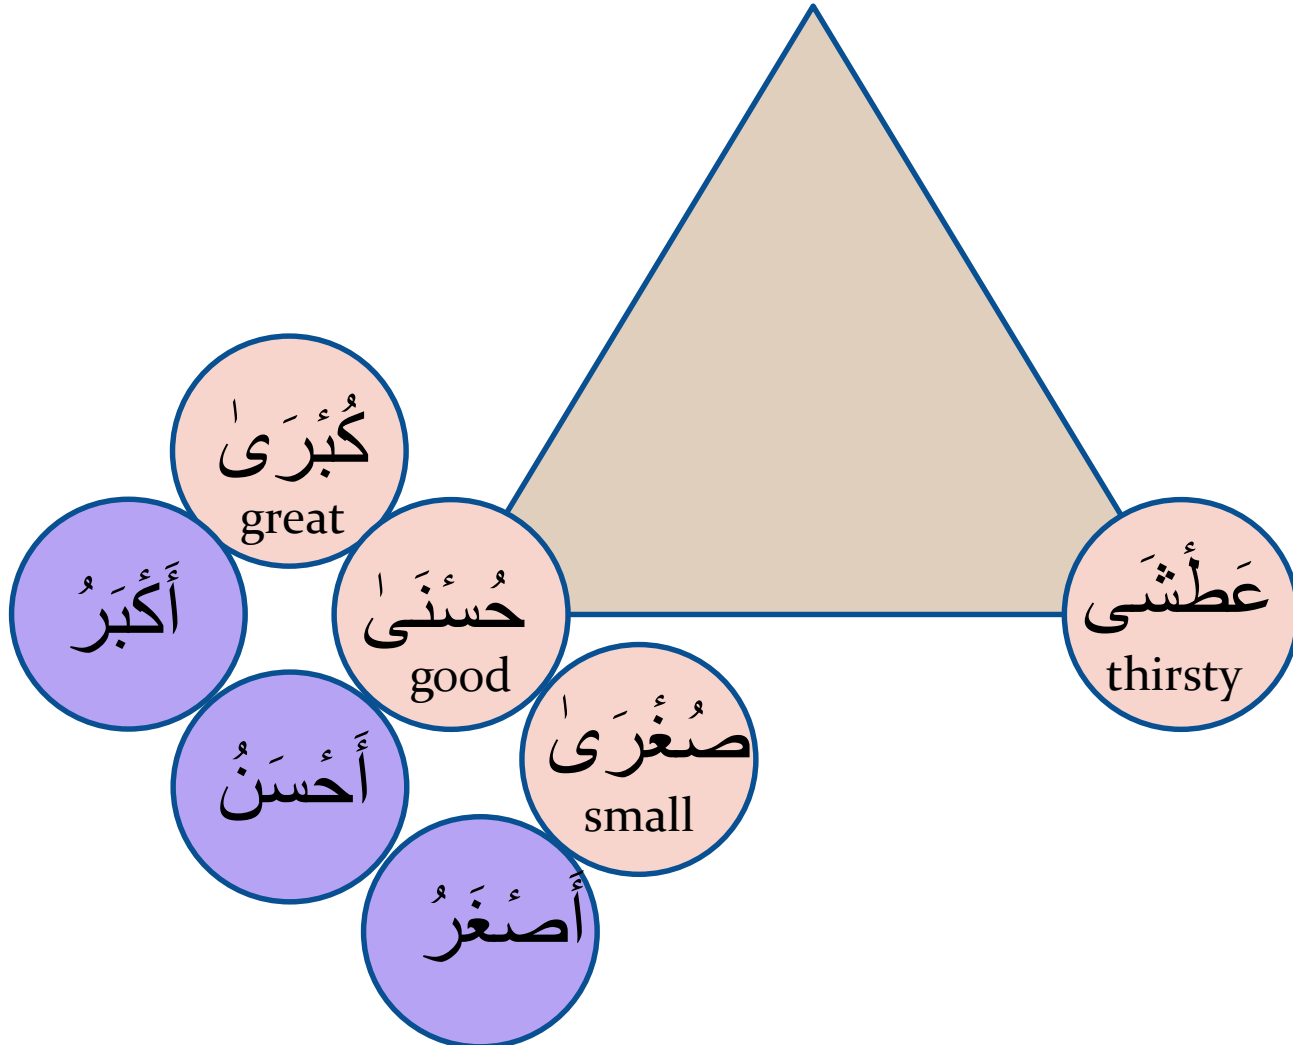 كُبْرَىٰ
great
أَكْبَرُ
حُسْنَىٰ
good
عَطْشَى
thirsty
صُغْرَىٰ
small
أَحْسَنُ
أَصْغَرُ